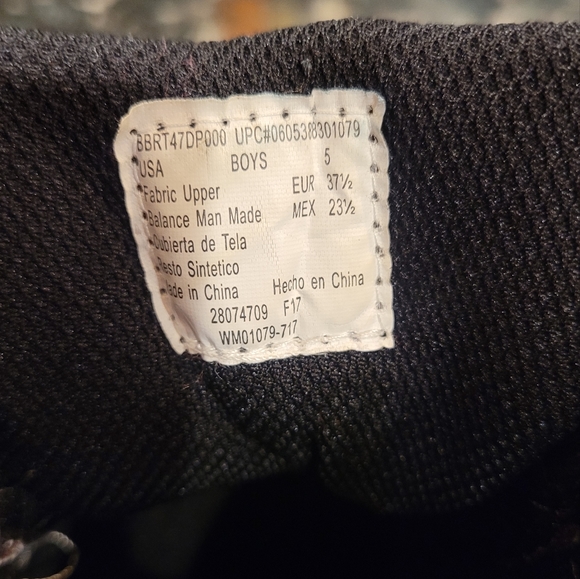 BBRT47DP000 UPC#060538301079
USA BOYS 5
Fabric Upper EUR 37½
Balance Man Made MEX 23½
Cubierta de Tela
Resto Sintetico
Made in China Hecho en China
28074709 F17
WM01079-717